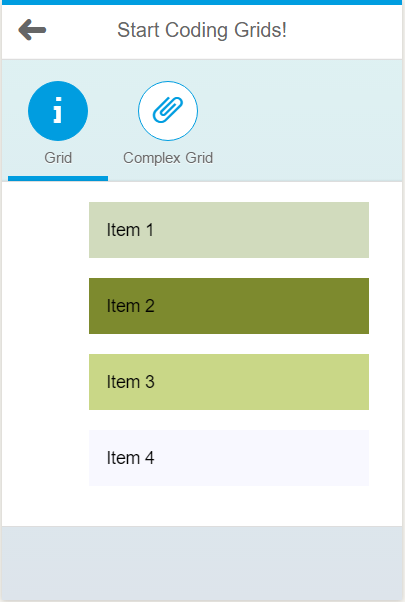 Start Coding Grids!
Grid
Complex Grid
Item 1
Item 2
Item 3
Item 4